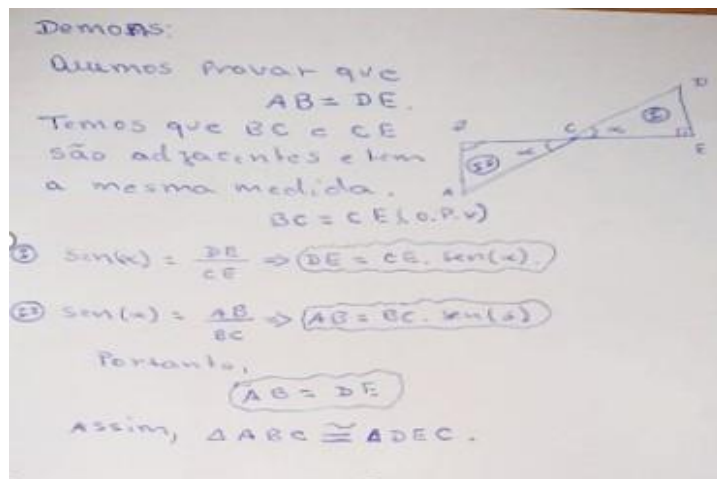 Demons:
Queremos Provar que
AB = DE.
Temos que BC e CE
são adjacentes e tem
a mesma medida.
BC = CE (O.P.V)
B C α I D
II α E
A
I Sen(α) = DE/CE ⇒ DE = CE. sen(α).
II Sen(α) = AB/BC ⇒ AB = BC. sen(α)
Portanto,
AB = DE
Assim, ΔABC ≅ ΔDEC.